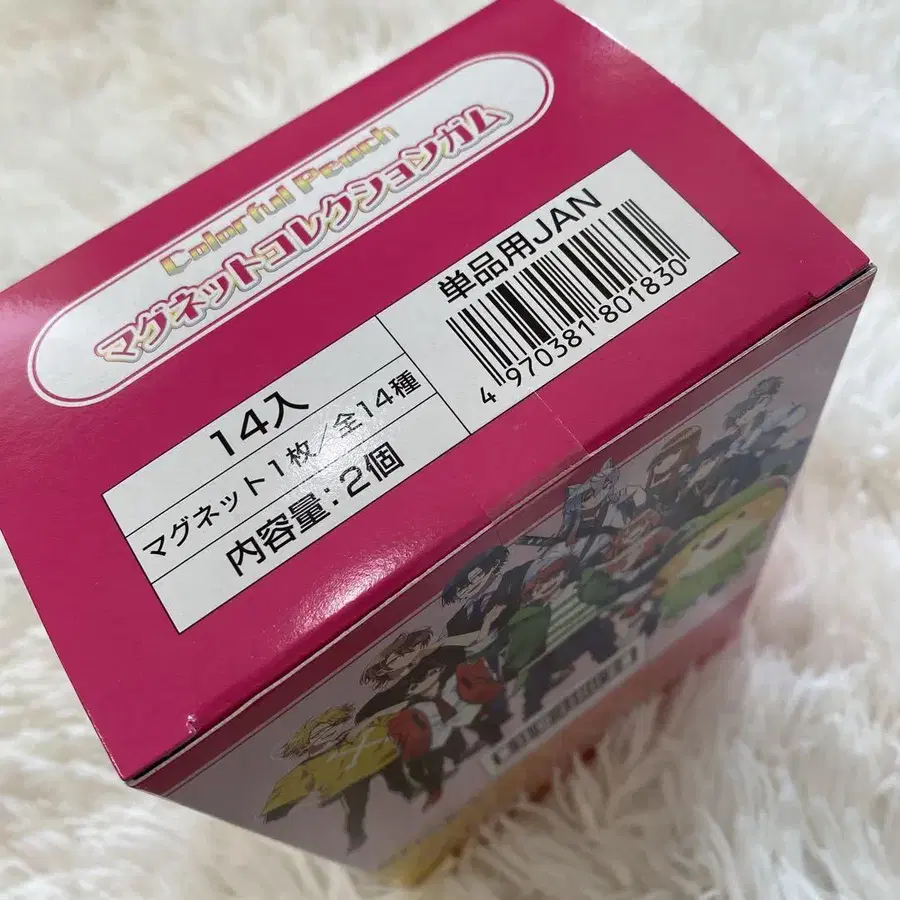 Colorful Peach
マグネットコレクションガム
14入
マグネット1枚/全14種
内容量:2個
単品用JAN
4 970381 801830